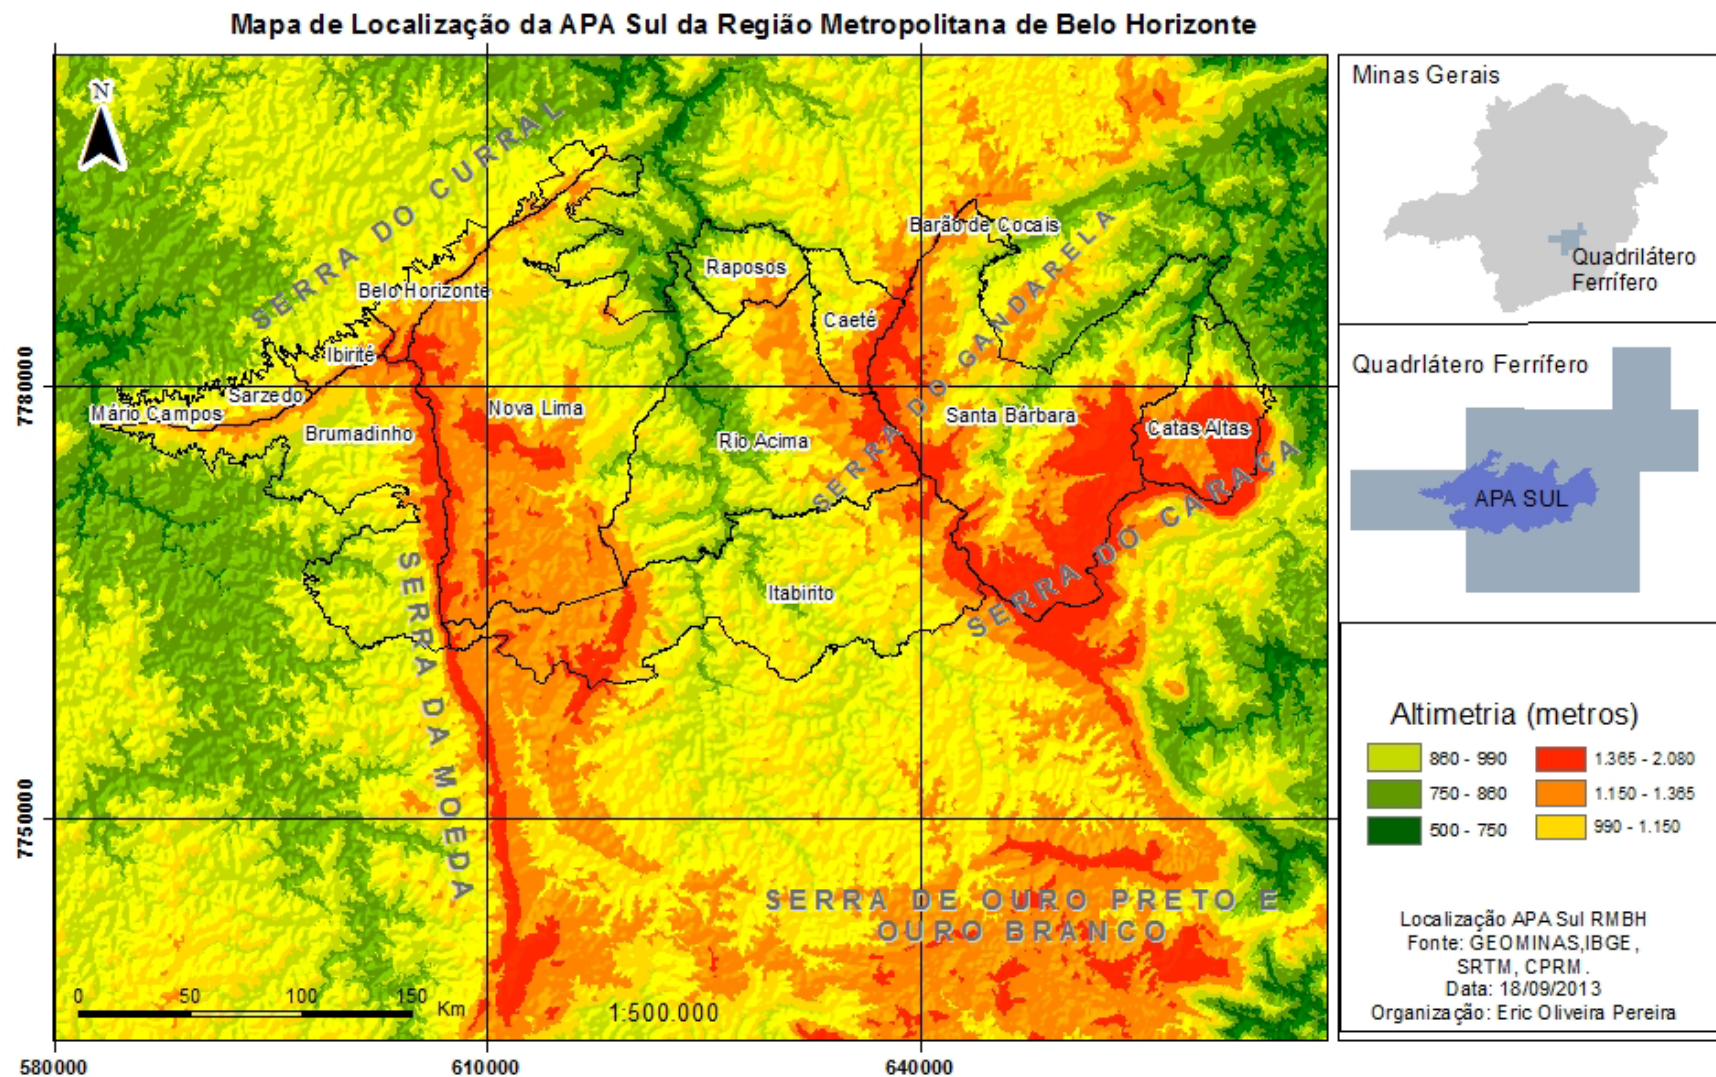 Mapa de Localização da APA Sul da Região Metropolitana de Belo Horizonte
N
SERRA DO CURRAL
Barão de Cocais
Raposos
SERRA DO GANDARELA
Belo Horizonte
Caeté
Ibirité
Sarzedo
Mário Campos
Brumadinho
Nova Lima
Rio Acima
Santa Bárbara
Catas Altas
SERRA DO CARAÇA
Itabirito
SERRA DA MOEDA
SERRA DE OURO PRETO E
OURO BRANCO
0 50 100 150 Km
1:500.000
7780000
7750000
580000
610000
640000
Minas Gerais
Quadrilátero
Ferrífero
Quadrlátero Ferrífero
APA SUL
Altimetria (metros)
860 - 990
1.365 - 2.080
750 - 860
1.150 - 1.365
500 - 750
990 - 1.150
Localização APA Sul RMBH
Fonte: GEOMINAS,IBGE,
SRTM, CPRM.
Data: 18/09/2013
Organização: Eric Oliveira Pereira